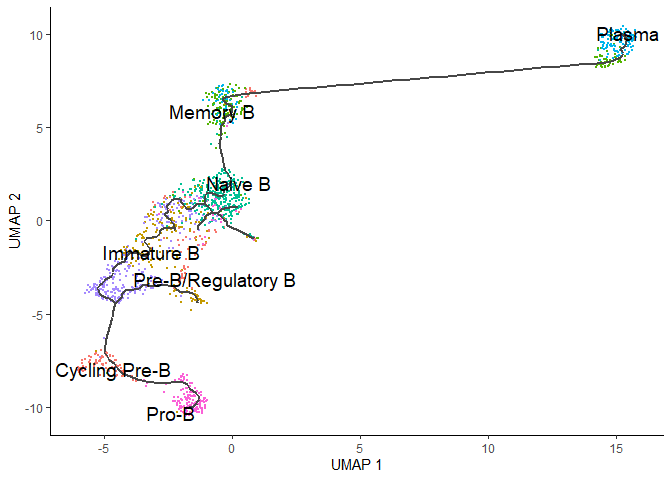 10
5
0
-5
-10
UMAP 2
Plasma
Memory B
Naive B
Immature B
Pre-B/Regulatory B
Cycling Pre-B
Pro-B
-5
0
5
10
15
UMAP 1